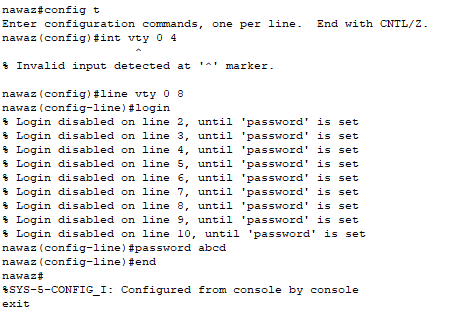 nawaz#config t
Enter configuration commands, one per line.  End with CNTL/Z.
nawaz(config)#int vty 0 4
                  ^
% Invalid input detected at '^' marker.
nawaz(config)#line vty 0 8
nawaz(config-line)#login
% Login disabled on line 2, until 'password' is set
% Login disabled on line 3, until 'password' is set
% Login disabled on line 4, until 'password' is set
% Login disabled on line 5, until 'password' is set
% Login disabled on line 6, until 'password' is set
% Login disabled on line 7, until 'password' is set
% Login disabled on line 8, until 'password' is set
% Login disabled on line 9, until 'password' is set
% Login disabled on line 10, until 'password' is set
nawaz(config-line)#password abcd
nawaz(config-line)#end
nawaz#
%SYS-5-CONFIG_I: Configured from console by console
exit